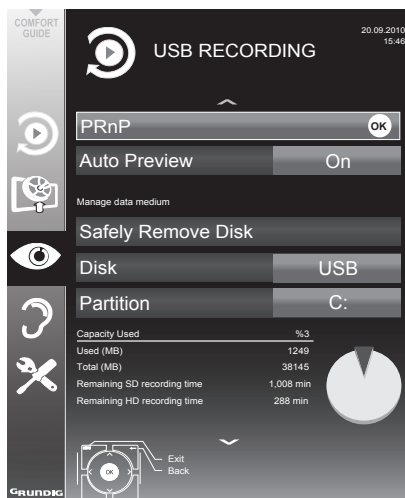 COMFORT
GUIDE
USB RECORDING
20.09.2010
15:46
PRnP
OK
Auto Preview
On
Manage data medium
Safely Remove Disk
Disk
USB
Partition
C:
Capacity Used
%3
Used (MB)
1249
Total (MB)
38145
Remaining SD recording time
1,008 min
Remaining HD recording time
288 min
OK
Exit
Back
GRUNDIG